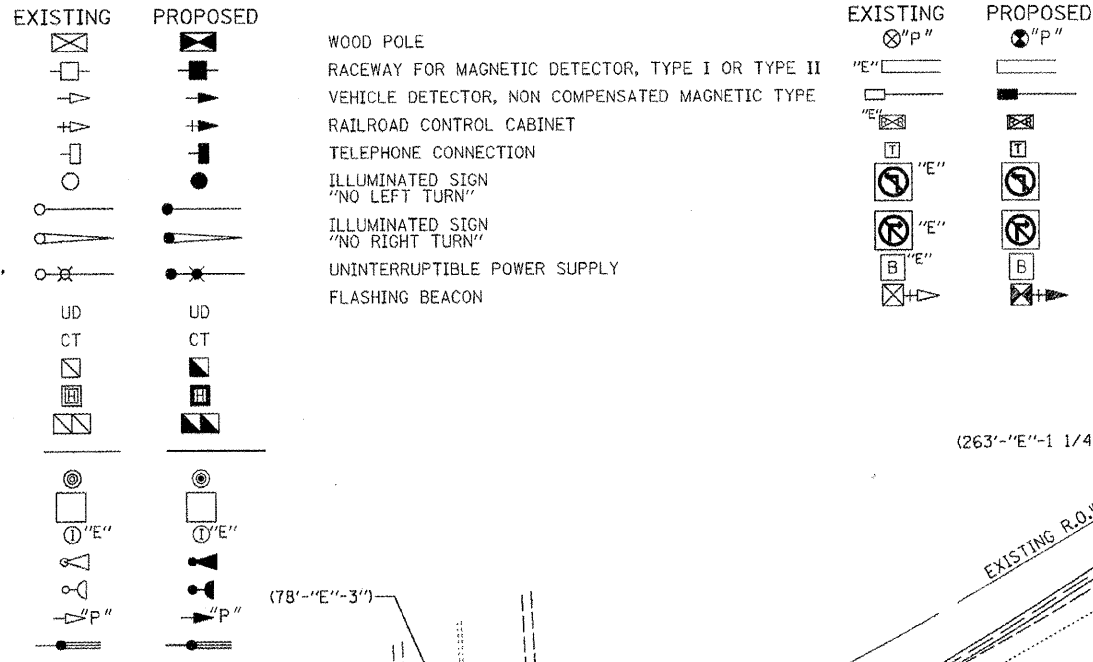 EXISTING PROPOSED
UD UD
CT CT
H H
I "E" I "E"
"P" "P"
WOOD POLE
RACEWAY FOR MAGNETIC DETECTOR, TYPE I OR TYPE II
VEHICLE DETECTOR, NON COMPENSATED MAGNETIC TYPE
RAILROAD CONTROL CABINET
TELEPHONE CONNECTION
ILLUMINATED SIGN
"NO LEFT TURN"
ILLUMINATED SIGN
"NO RIGHT TURN"
UNINTERRUPTIBLE POWER SUPPLY
FLASHING BEACON
EXISTING PROPOSED
"P" "P"
"E"
"E"
T T
"E"
"E"
B "E" B
(263'-"E"-1 1/4
EXISTING R.O.
(78'-"E"-3")